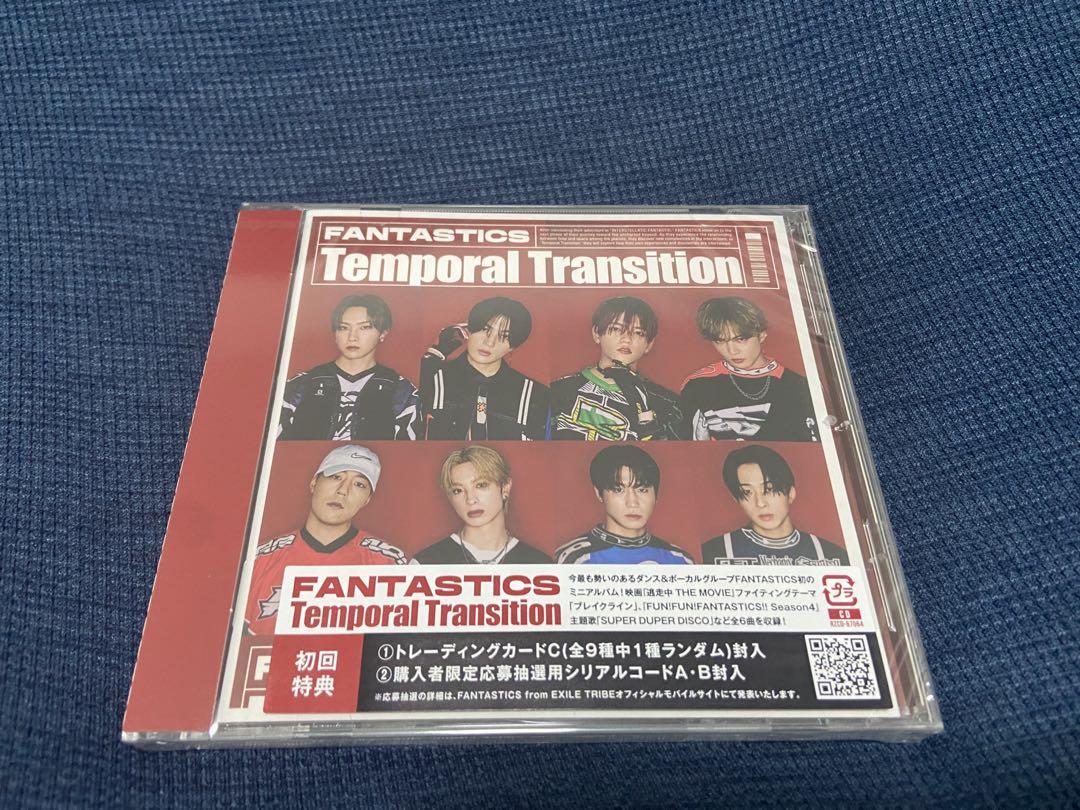 FANTASTICS
Temporal Transition
FANTASTICS
Temporal Transition
今最も勢いのあるダンス&ボーカルグループFANTASTICS初の
ミニアルバム!映画「逃走中 THE MOVIE」ファイティングテーマ
「ブレイクライン」、「FUN!FUN!FANTASTICS!! Season4」
主題歌「SUPER DUPER DISCO」など全6曲を収録!
プラ
CD
RZCD-67064
初回
特典
①トレーディングカードC(全9種中1種ランダム)封入
②購入者限定応募抽選用シリアルコードA・B封入
※応募抽選の詳細は、FANTASTICS from EXILE TRIBEオフィシャルモバイルサイトにて発表いたします。